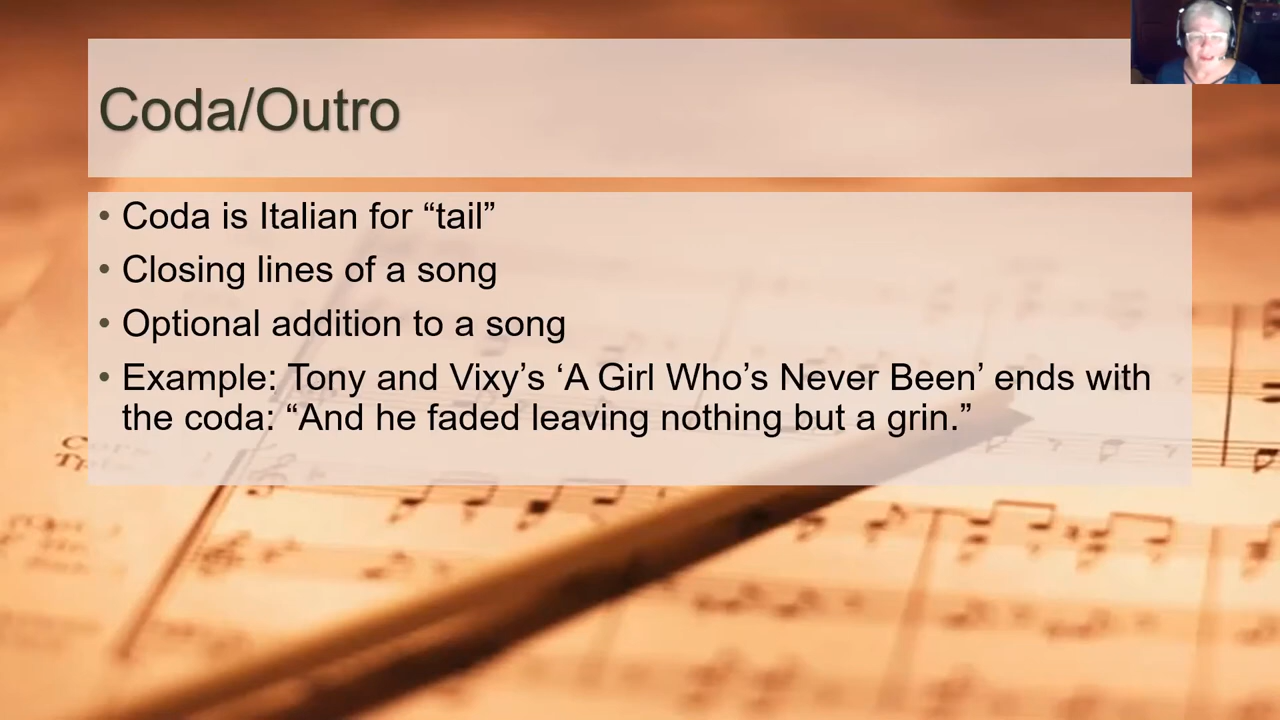 Coda/Outro
• Coda is Italian for “tail”
• Closing lines of a song
• Optional addition to a song
• Example: Tony and Vixy’s ‘A Girl Who’s Never Been’ ends with
the coda: “And he faded leaving nothing but a grin.”